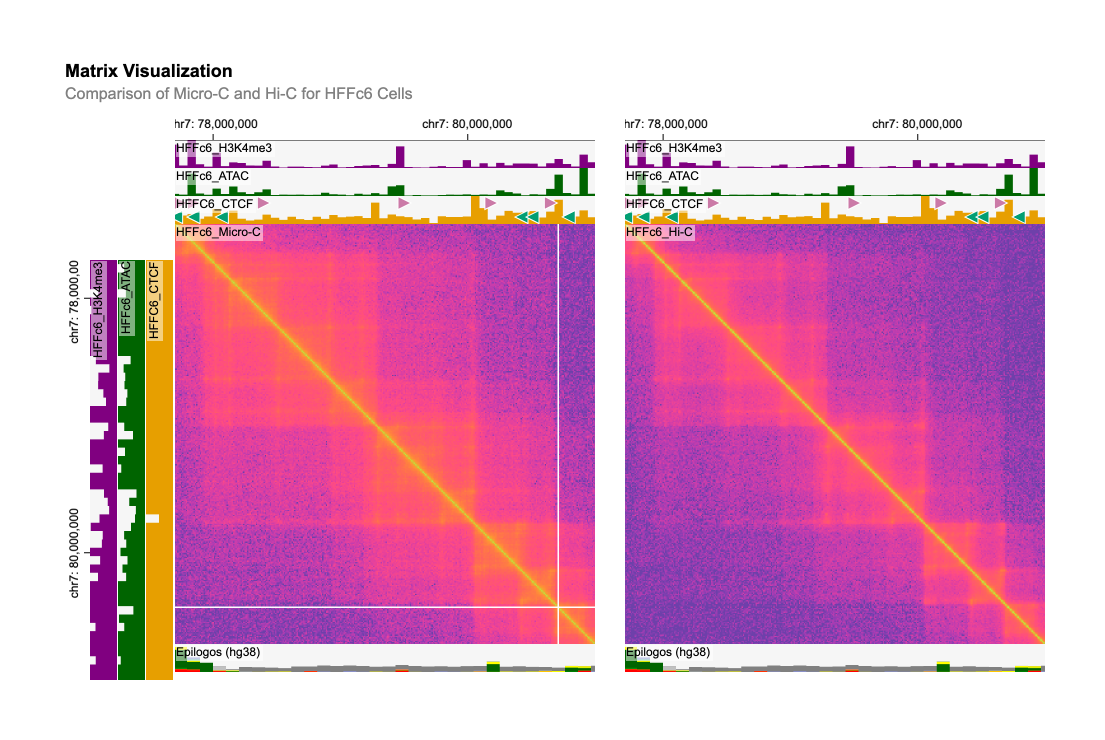 Matrix Visualization
Comparison of Micro-C and Hi-C for HFFc6 Cells
hr7: 78,000,000
chr7: 80,000,000
hr7: 78,000,000
chr7: 80,000,000
HFFc6_H3K4me3
HFFc6_H3K4me3
HFFc6_ATAC
HFFc6_ATAC
HFFc6_CTCF
HFFc6_CTCF
HFFc6_Micro-C
HFFc6_Hi-C
chr7: 78,000,00
chr7: 80,000,000
HFFc6_H3K4me3
HFFc6_ATAC
HFFC6_CTCF
Epilogos (hg38)
Epilogos (hg38)